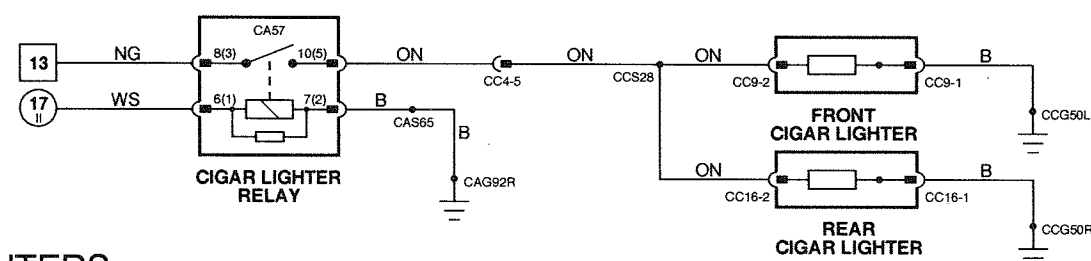 CA57
13
NG
8(3)
10(5)
ON
CC4-5
ON
CCS28
ON
CC9-2
CC9-1
B
17
II
WS
6(1)
7(2)
B
CAS65
B
FRONT
CIGAR LIGHTER
CCG50L
CIGAR LIGHTER
RELAY
CAG92R
ON
CC16-2
CC16-1
B
REAR
CIGAR LIGHTER
CCG50R